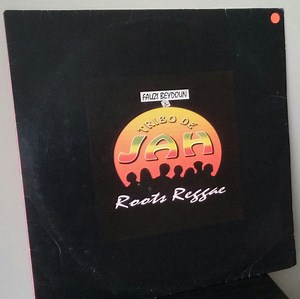 FAUZI BEYDOUN
&
TRIBO DE
JAH
Roots Reggae